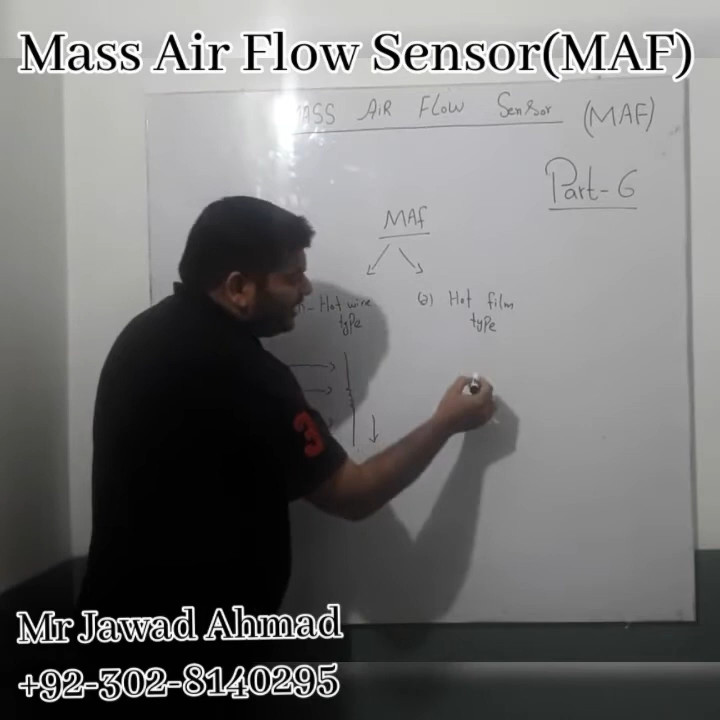 Mass Air Flow Sensor(MAF)
ASS AIR FLOW Sensor (MAF)
Part-6
MAf
Hot wire
type
(2) Hot film
type
3
Mr Jawad Ahmad
+92-302-8140295